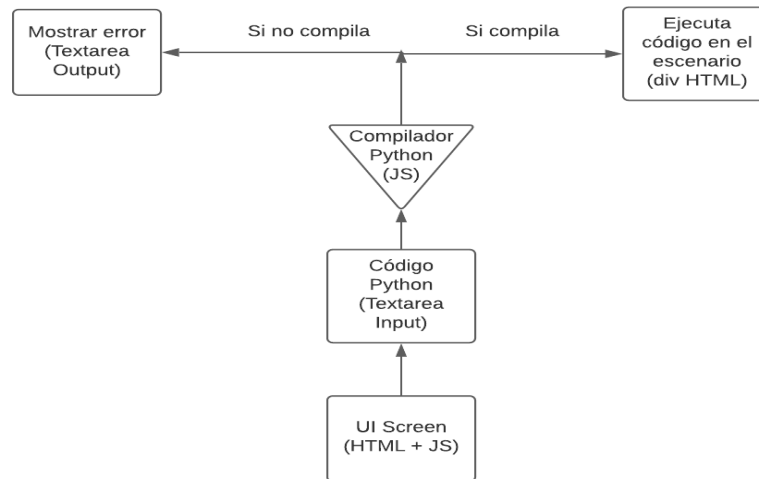 Mostrar error
(Textarea
Output)
Si no compila
Si compila
Ejecuta
código en el
escenario
(div HTML)
Compilador
Python
(JS)
Código
Python
(Textarea
Input)
UI Screen
(HTML + JS)